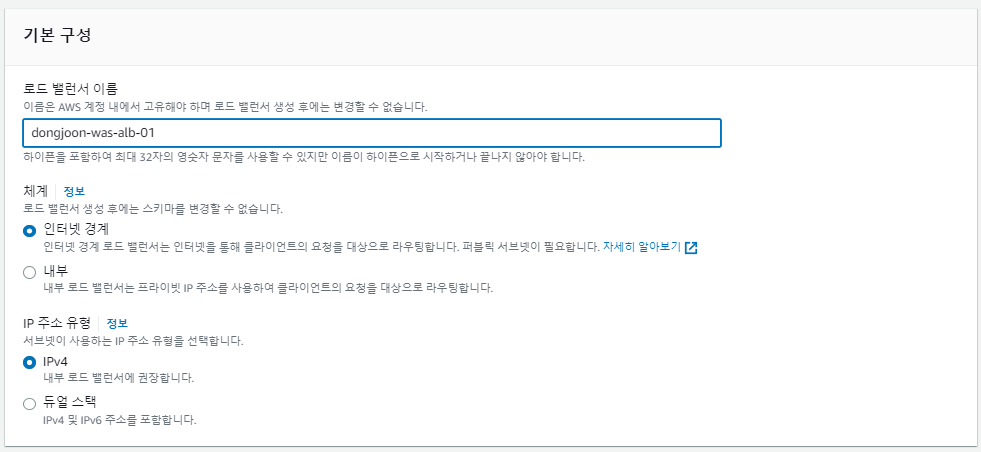 기본 구성
로드 밸런서 이름
이름은 AWS 계정 내에서 고유해야 하며 로드 밸런서 생성 후에는 변경할 수 없습니다.
dongjoon-was-alb-01
하이픈을 포함하여 최대 32자의 영숫자 문자를 사용할 수 있지만 이름이 하이픈으로 시작하거나 끝나지 않아야 합니다.
체계 정보
로드 밸런서 생성 후에는 스키마를 변경할 수 없습니다.
인터넷 경계
인터넷 경계 로드 밸런서는 인터넷을 통해 클라이언트의 요청을 대상으로 라우팅합니다. 퍼블릭 서브넷이 필요합니다. 자세히 알아보기
내부
내부 로드 밸런서는 프라이빗 IP 주소를 사용하여 클라이언트의 요청을 대상으로 라우팅합니다.
IP 주소 유형 정보
서브넷이 사용하는 IP 주소 유형을 선택합니다.
IPv4
내부 로드 밸런서에 권장합니다.
듀얼 스택
IPv4 및 IPv6 주소를 포함합니다.